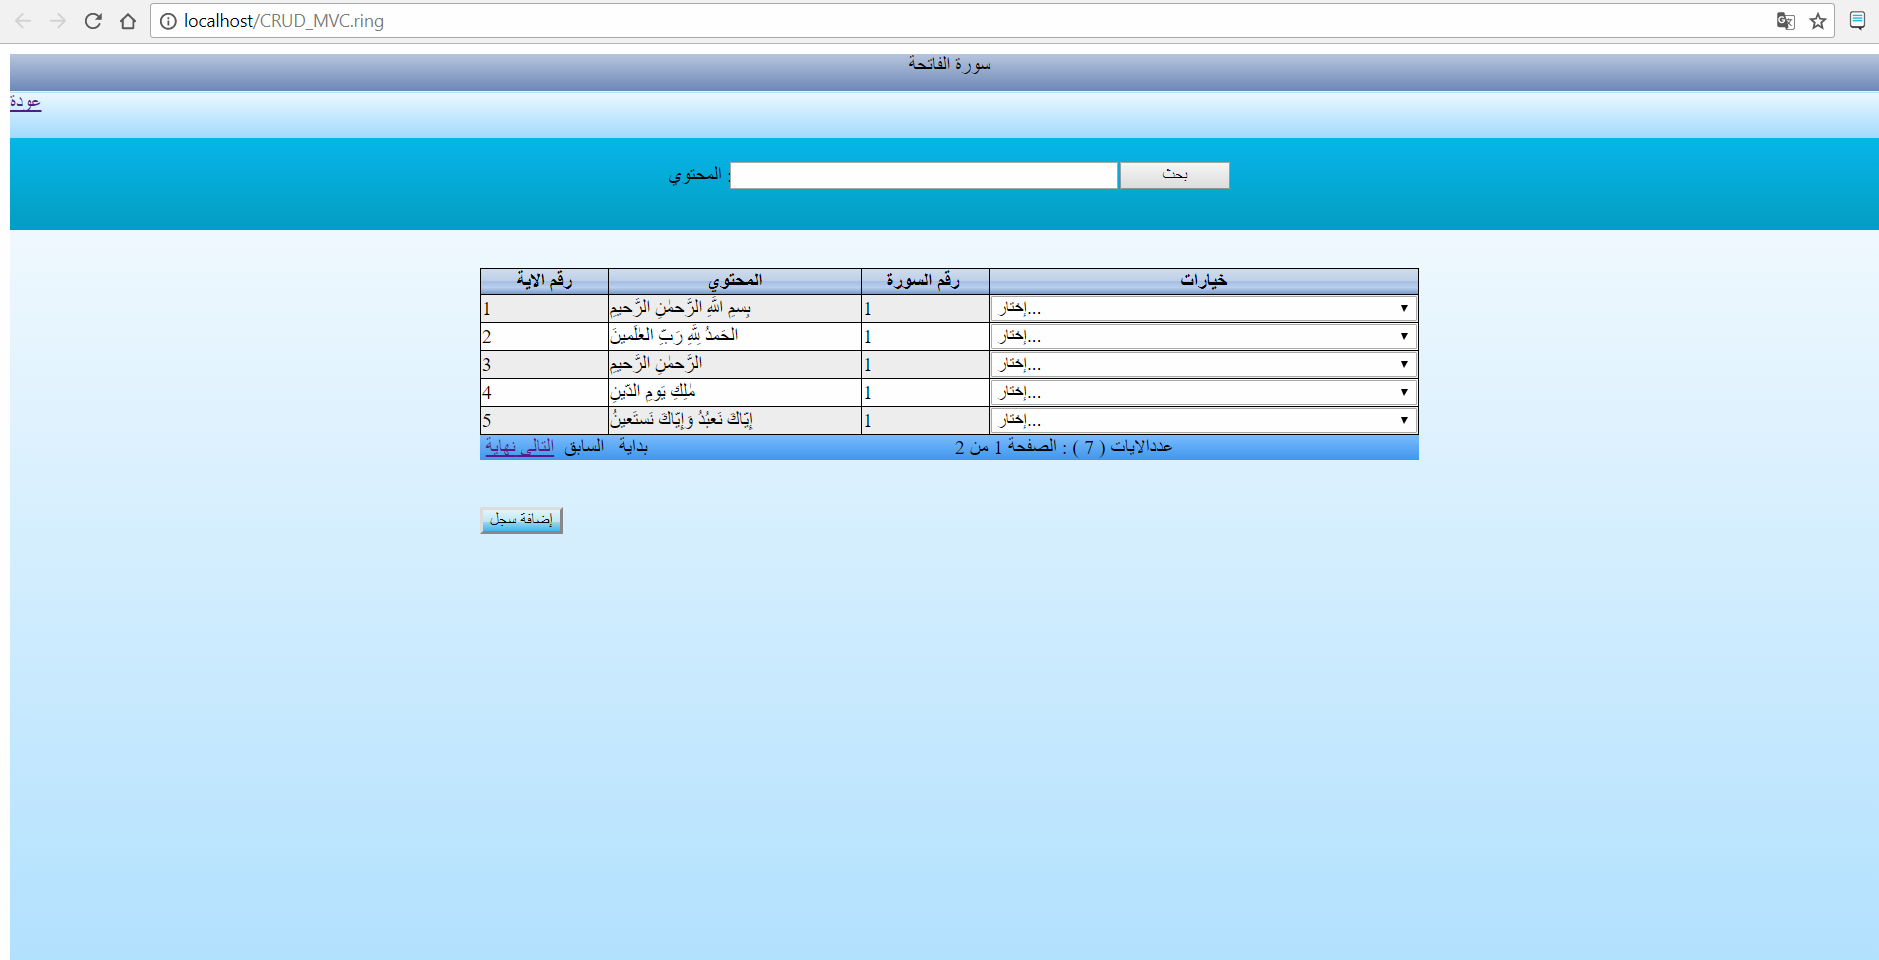 localhost/CRUD_MVC.ring
سورة الفاتحة
عودة
المحتوي : بحث
رقم الاية المحتوي رقم السورة خيارات
1 بِسمِ اللَّهِ الرَّحمٰنِ الرَّحيمِ 1 إختار...
2 الحَمدُ لِلَّهِ رَبِّ العٰلَمينَ 1 إختار...
3 الرَّحمٰنِ الرَّحيمِ 1 إختار...
4 مٰلِكِ يَومِ الدّينِ 1 إختار...
5 إِيّاكَ نَعبُدُ وَإِيّاكَ نَستَعينُ 1 إختار...
بداية السابق التالي نهاية عددالايات ( 7 ) : الصفحة 1 من 2
إضافة سجل